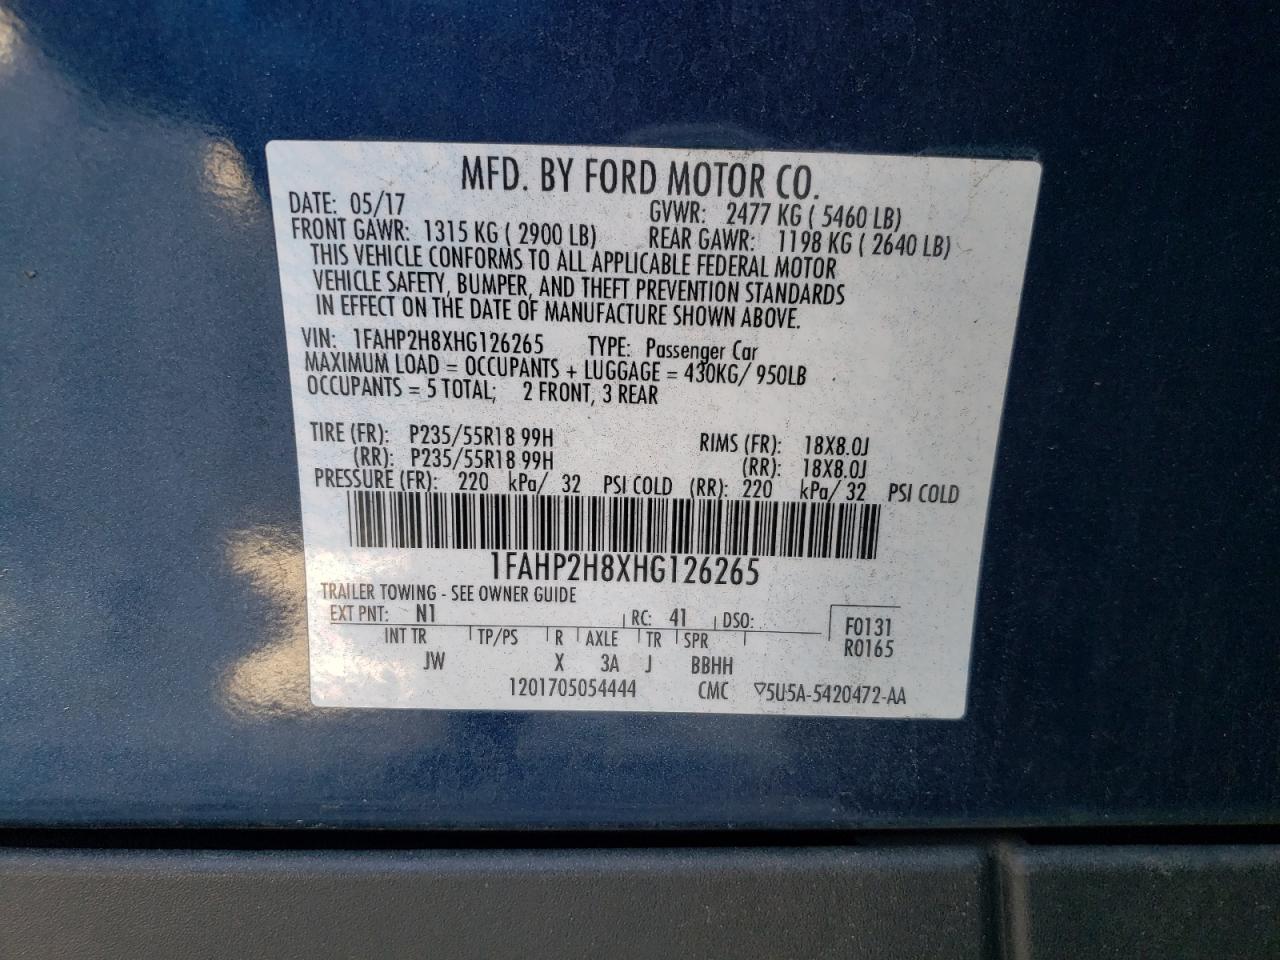 MFD. BY FORD MOTOR CO.
DATE: 05/17 GVWR: 2477 KG ( 5460 LB)
FRONT GAWR: 1315 KG ( 2900 LB) REAR GAWR: 1198 KG ( 2640 LB)
THIS VEHICLE CONFORMS TO ALL APPLICABLE FEDERAL MOTOR
VEHICLE SAFETY, BUMPER, AND THEFT PREVENTION STANDARDS
IN EFFECT ON THE DATE OF MANUFACTURE SHOWN ABOVE.
VIN: 1FAHP2H8XHG126265 TYPE: Passenger Car
MAXIMUM LOAD = OCCUPANTS + LUGGAGE = 430KG/ 950LB
OCCUPANTS = 5 TOTAL; 2 FRONT, 3 REAR
TIRE (FR): P235/55R18 99H RIMS (FR): 18X8.0J
(RR): P235/55R18 99H (RR): 18X8.0J
PRESSURE (FR): 220 kPa/ 32 PSI COLD (RR): 220 kPa/ 32 PSI COLD
1FAHP2H8XHG126265
TRAILER TOWING - SEE OWNER GUIDE
EXT PNT: N1 RC: 41 DSO: F0131
INT TR TP/PS R AXLE TR SPR R0165
JW X 3A J BBHH
1201705054444 CMC ▽5U5A-5420472-AA